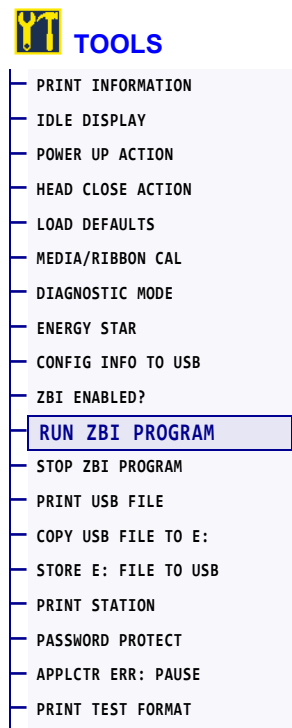 TOOLS
PRINT INFORMATION
IDLE DISPLAY
POWER UP ACTION
HEAD CLOSE ACTION
LOAD DEFAULTS
MEDIA/RIBBON CAL
DIAGNOSTIC MODE
ENERGY STAR
CONFIG INFO TO USB
ZBI ENABLED?
RUN ZBI PROGRAM
STOP ZBI PROGRAM
PRINT USB FILE
COPY USB FILE TO E:
STORE E: FILE TO USB
PRINT STATION
PASSWORD PROTECT
APPLCTR ERR: PAUSE
PRINT TEST FORMAT